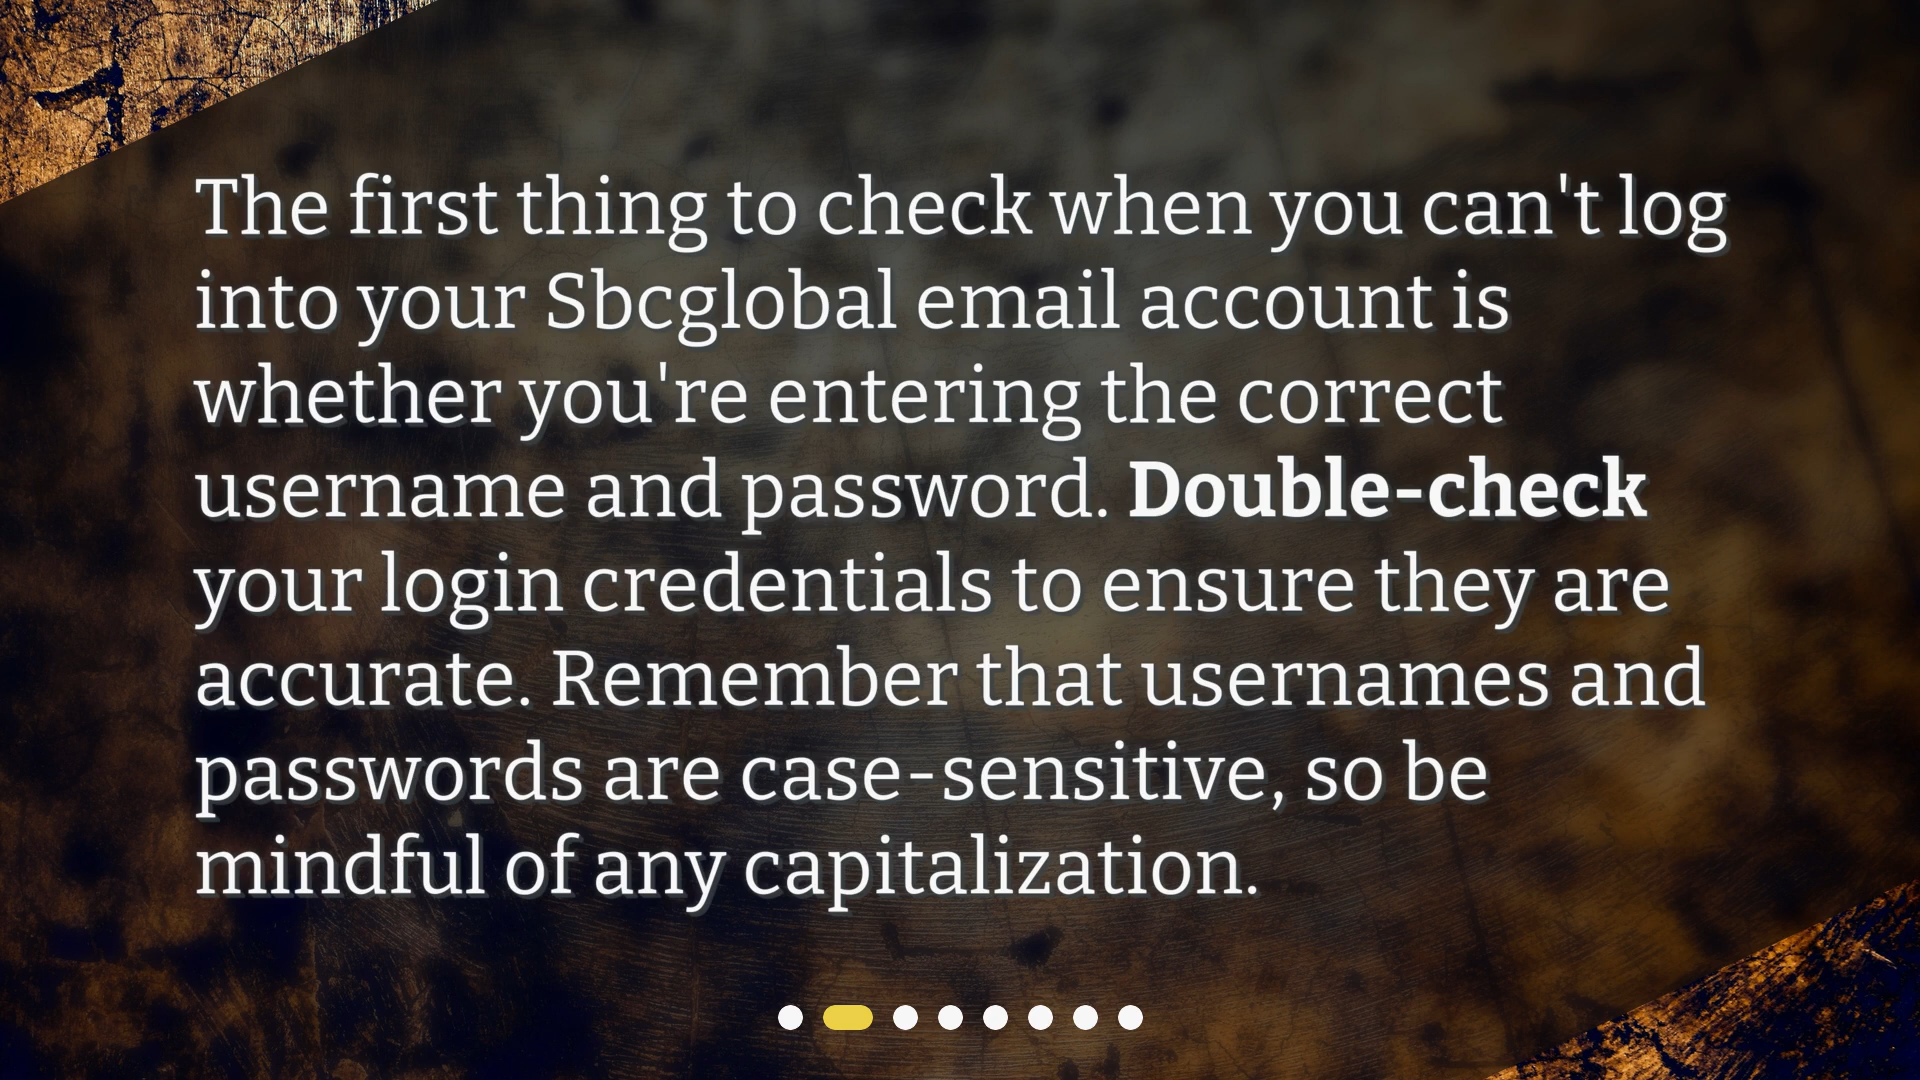 The first thing to check when you can't log
into your Sbcglobal email account is
whether you're entering the correct
username and password. Double-check
your login credentials to ensure they are
accurate. Remember that usernames and
passwords are case-sensitive, so be
mindful of any capitalization.